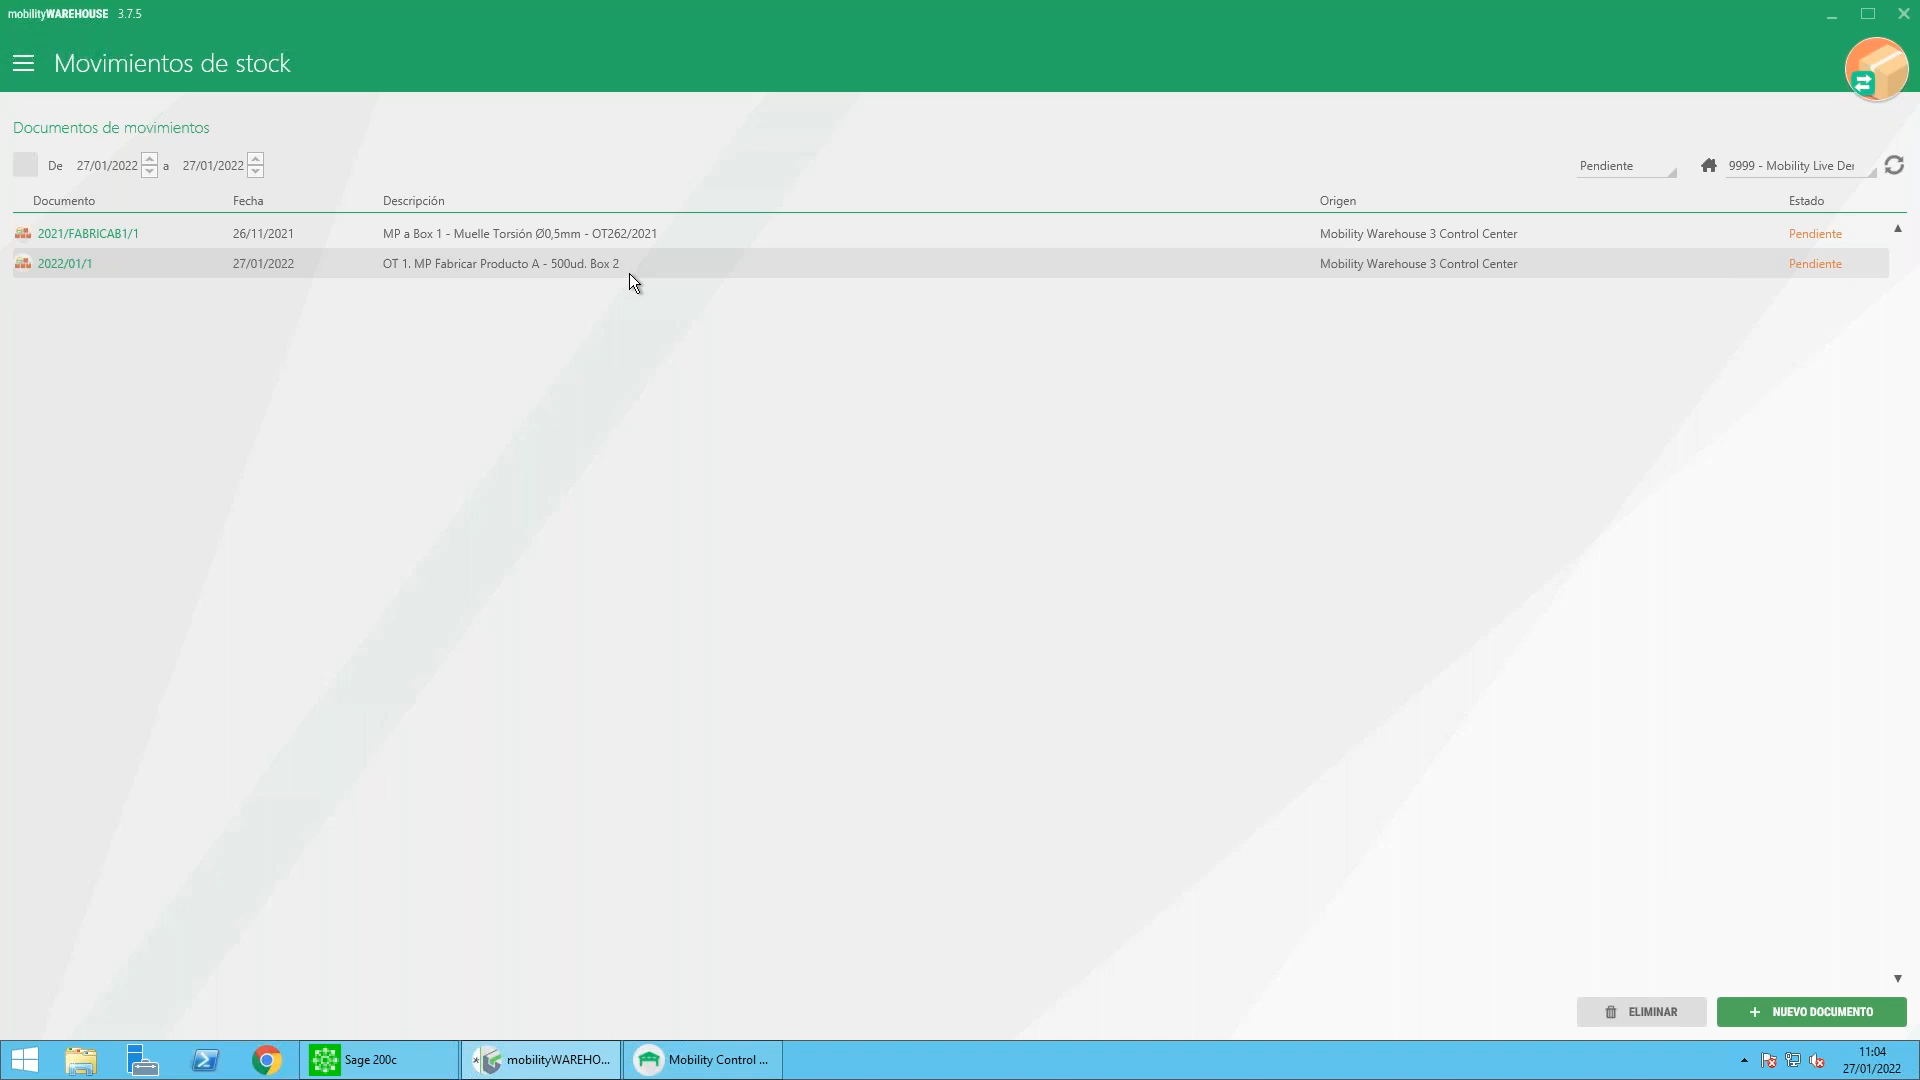 mobilityWAREHOUSE 3.7.5
Movimientos de stock
Documentos de movimientos
De 27/01/2022 a 27/01/2022 Pendiente 9999 - Mobility Live De
Documento Fecha Descripción Origen Estado
2021/FABRICAB1/1 26/11/2021 MP a Box 1 - Muelle Torsión Ø0,5mm - OT262/2021 Mobility Warehouse 3 Control Center Pendiente
2022/01/1 27/01/2022 OT 1. MP Fabricar Producto A - 500ud. Box 2 Mobility Warehouse 3 Control Center Pendiente
ELIMINAR + NUEVO DOCUMENTO
Sage 200c mobilityWAREHO... Mobility Control ... 11:04
27/01/2022